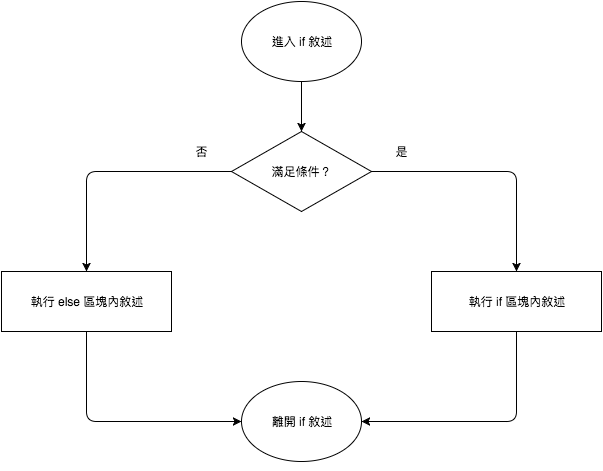 進入 if 敘述
否
是
滿足條件？
執行 else 區塊內敘述
執行 if 區塊內敘述
離開 if 敘述